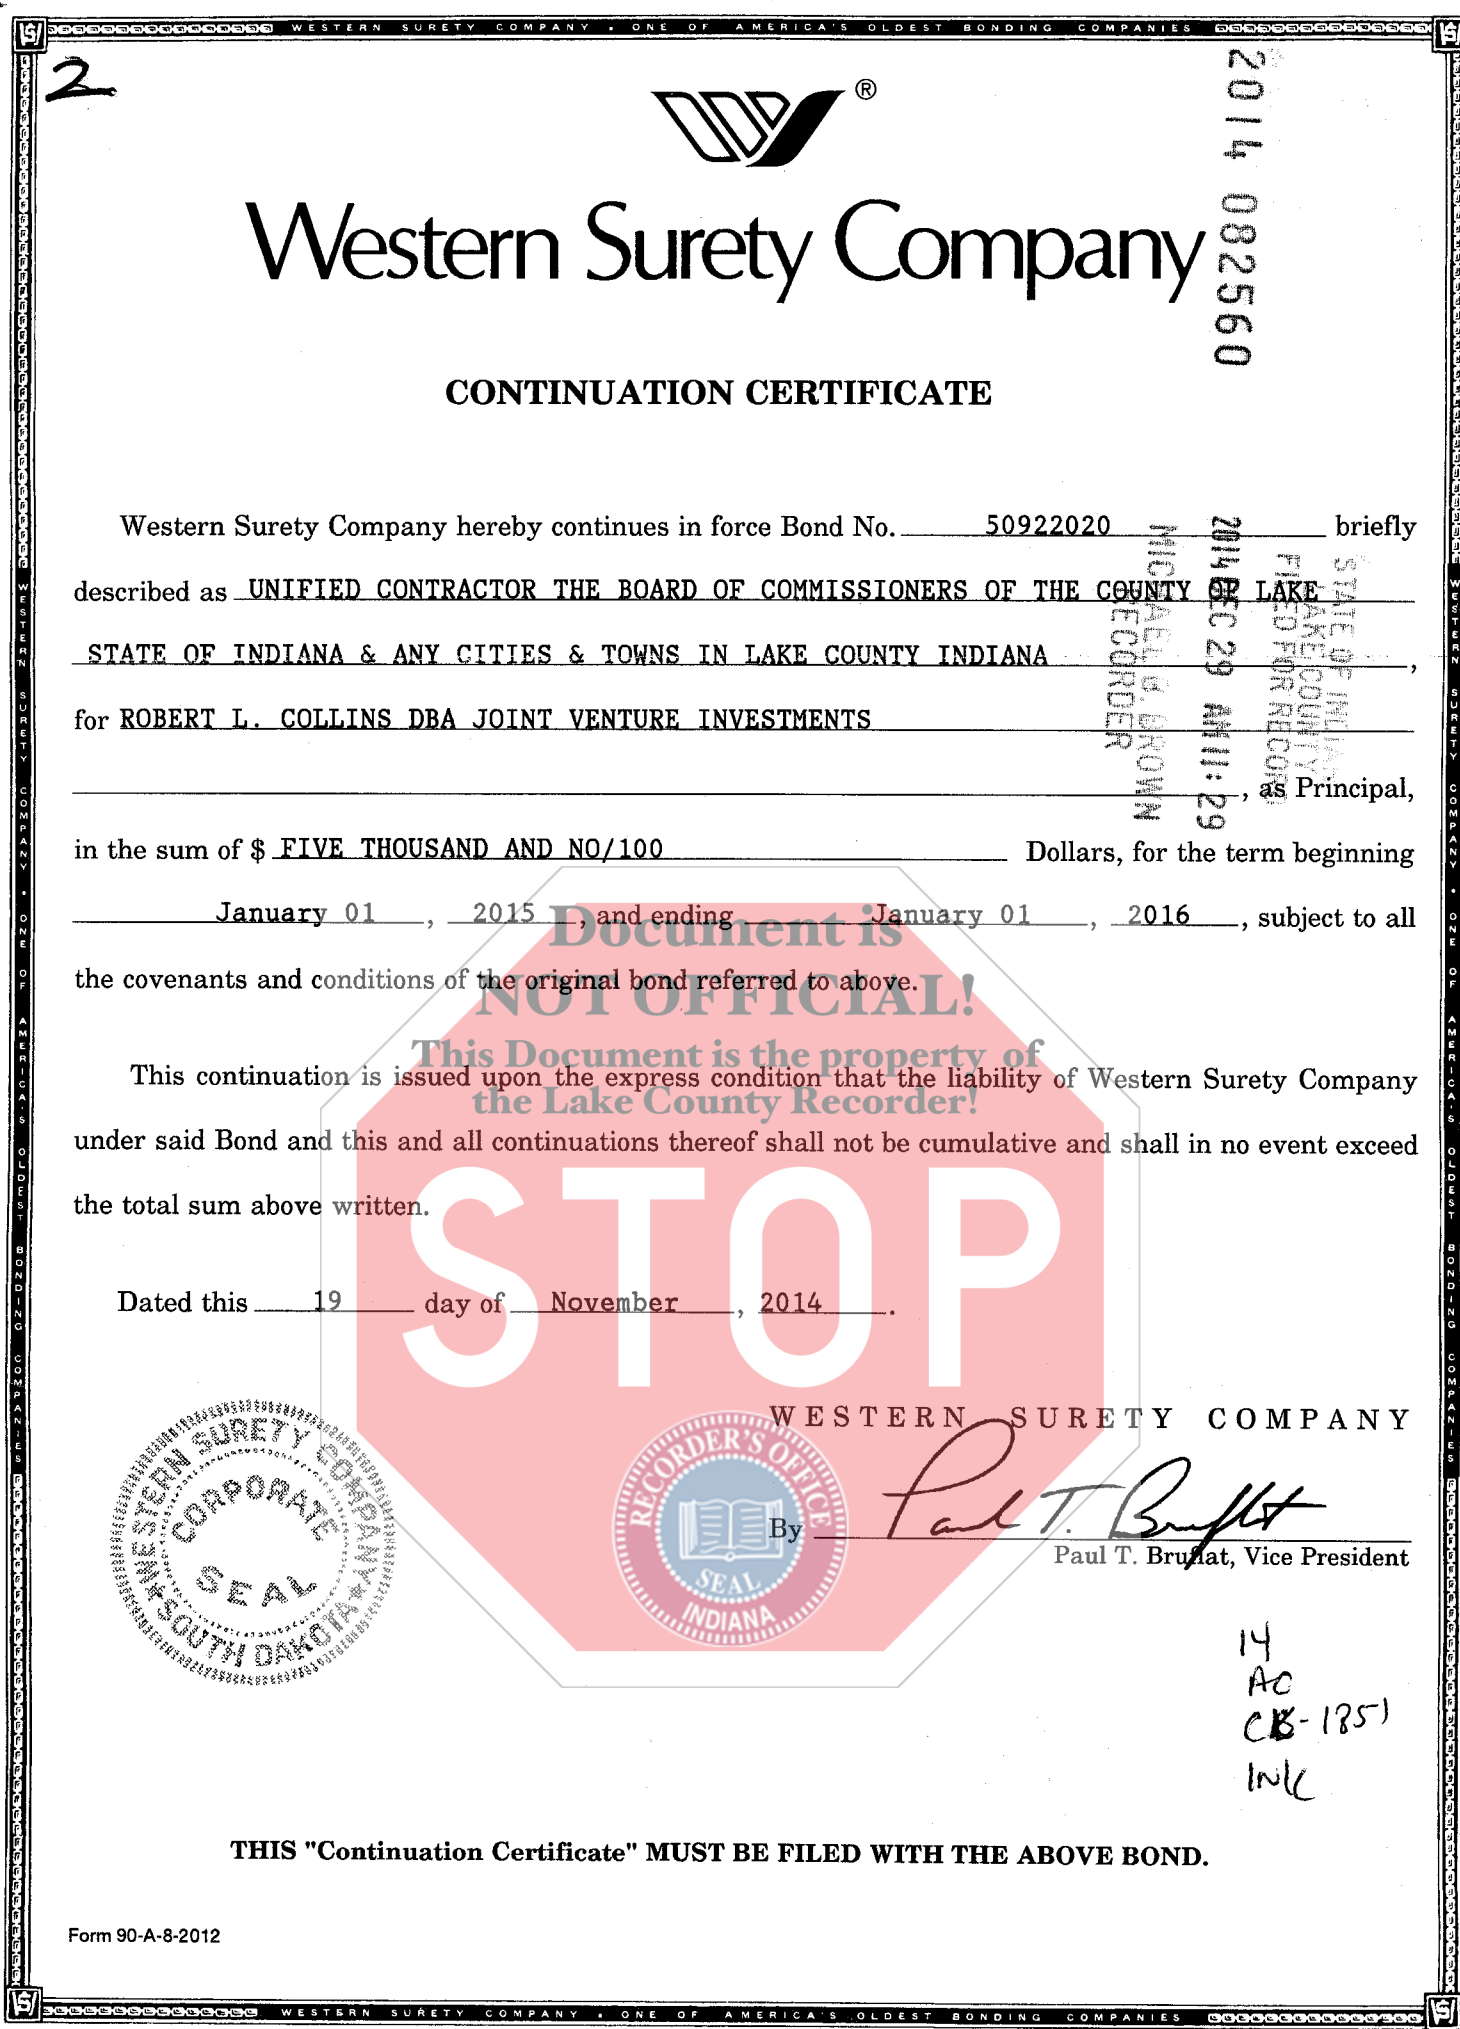 WESTERN SURETY COMPANY • ONE OF AMERICA'S OLDEST BONDING COMPANIES
2
®
Western Surety Company
2014 082560
CONTINUATION CERTIFICATE
Western Surety Company hereby continues in force Bond No. 50922020 briefly
described as UNIFIED CONTRACTOR THE BOARD OF COMMISSIONERS OF THE COUNTY OF LAKE
STATE OF INDIANA & ANY CITIES & TOWNS IN LAKE COUNTY INDIANA,
for ROBERT L. COLLINS DBA JOINT VENTURE INVESTMENTS
, as Principal,
in the sum of $ FIVE THOUSAND AND NO/100 Dollars, for the term beginning
January 01, 2015, and ending January 01, 2016, subject to all
the covenants and conditions of the original bond referred to above.
STATE OF INDIANA
LAKE COUNTY
FILED FOR RECORD
2014 DEC 29 AM 11:29
MICHAEL B. BROWN
RECORDER
Document is
NOT OFFICIAL!
This Document is the property of
the Lake County Recorder!
STOP
This continuation is issued upon the express condition that the liability of Western Surety Company
under said Bond and this and all continuations thereof shall not be cumulative and shall in no event exceed
the total sum above written.
Dated this 19 day of November, 2014.
WESTERN SURETY COMPANY
By Paul T. Bruflat
Paul T. Bruflat, Vice President
WESTERN SURETY COMPANY
CORPORATE
SEAL
SOUTH DAKOTA
RECORDER'S OFFICE
SEAL
INDIANA
14
AC
CK-1351
INK
THIS "Continuation Certificate" MUST BE FILED WITH THE ABOVE BOND.
Form 90-A-8-2012
WESTERN SURETY COMPANY • ONE OF AMERICA'S OLDEST BONDING COMPANIES